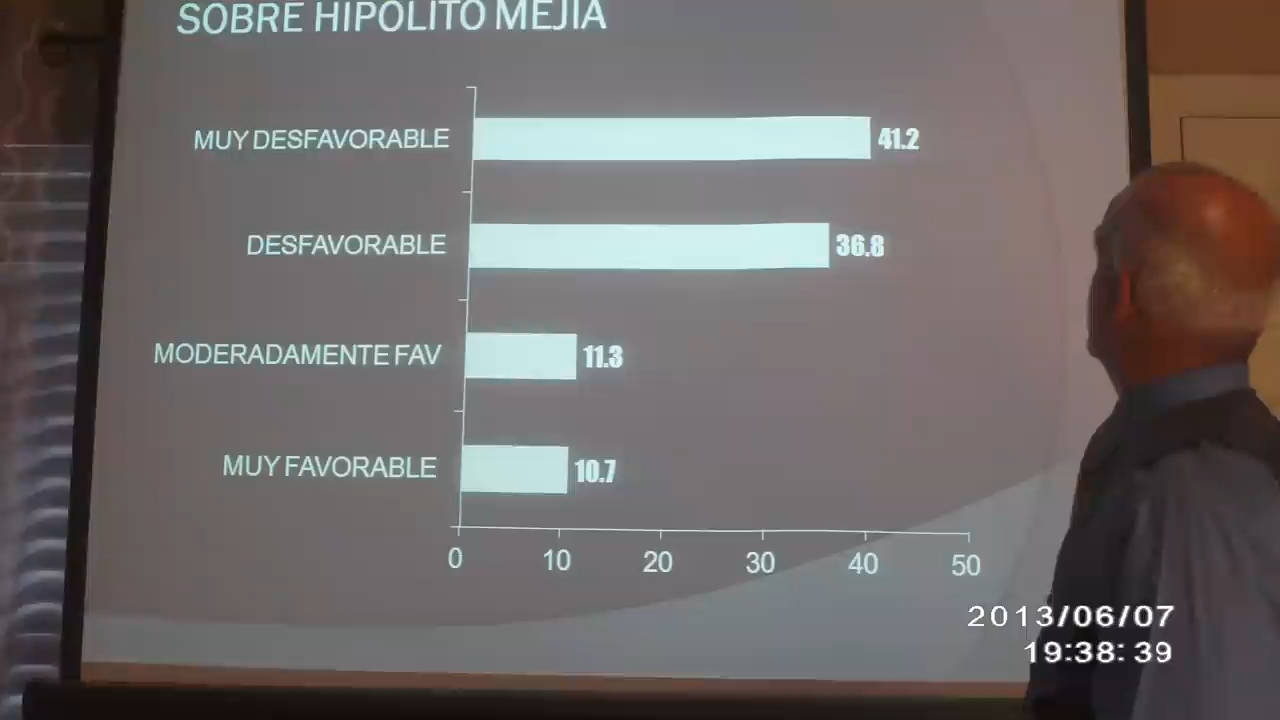 SOBRE HIPOLITO MEJIA
MUY DESFAVORABLE 41.2
DESFAVORABLE 36.8
MODERADAMENTE FAV 11.3
MUY FAVORABLE 10.7
0 10 20 30 40 50
2013/06/07
19:38:39